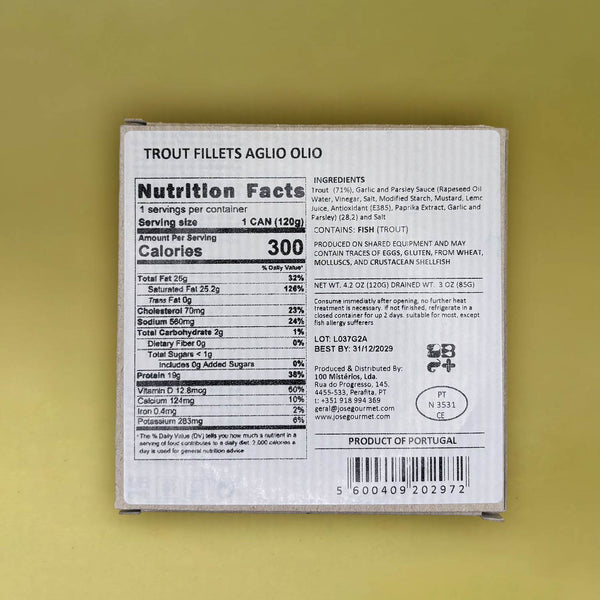 TROUT FILLETS AGLIO OLIO
Nutrition Facts
1 servings per container
Serving size 1 CAN (120g)
Amount Per Serving
Calories 300
% Daily Value*
Total Fat 25g 32%
Saturated Fat 25.2g 126%
Trans Fat 0g
Cholesterol 70mg 23%
Sodium 560mg 24%
Total Carbohydrate 2g 1%
Dietary Fiber 0g 0%
Total Sugars < 1g
Includes 0g Added Sugars 0%
Protein 19g 38%
Vitamin D 12.6mcg 60%
Calcium 124mg 10%
Iron 0.4mg 2%
Potassium 283mg 6%
*The % Daily Value (DV) tells you how much a nutrient in a
serving of food contributes to a daily diet. 2,000 calories a
day is used for general nutrition advice
INGREDIENTS
Trout (71%), Garlic and Parsley Sauce (Rapeseed Oil
Water, Vinegar, Salt, Modified Starch, Mustard, Lemc
Juice, Antioxidant (E385), Paprika Extract, Garlic and
Parsley) (28,2) and Salt
CONTAINS: FISH (TROUT)
PRODUCED ON SHARED EQUIPMENT AND MAY
CONTAIN TRACES OF EGGS, GLUTEN, FROM WHEAT,
MOLLUSCS, AND CRUSTACEAN SHELLFISH
NET WT. 4.2 OZ (120G) DRAINED WT. 3 OZ (85G)
Consume immediatly after opening, no further heat
treatment is necessary. if not finished, refrigerate in a
closed container for up 2 days. suitable for most, except
fish allergy sufferers
LOT: L037G2A
BEST BY: 31/12/2029
Produced & Distributed By:
100 Mistérios, Lda.
Rua do Progresso, 145,
4455-533, Perafita, PT
t: +351 918 994 369
geral@josegourmet.com
www.josegourmet.com
PT
N 3531
CE
PRODUCT OF PORTUGAL
5 600409 202972